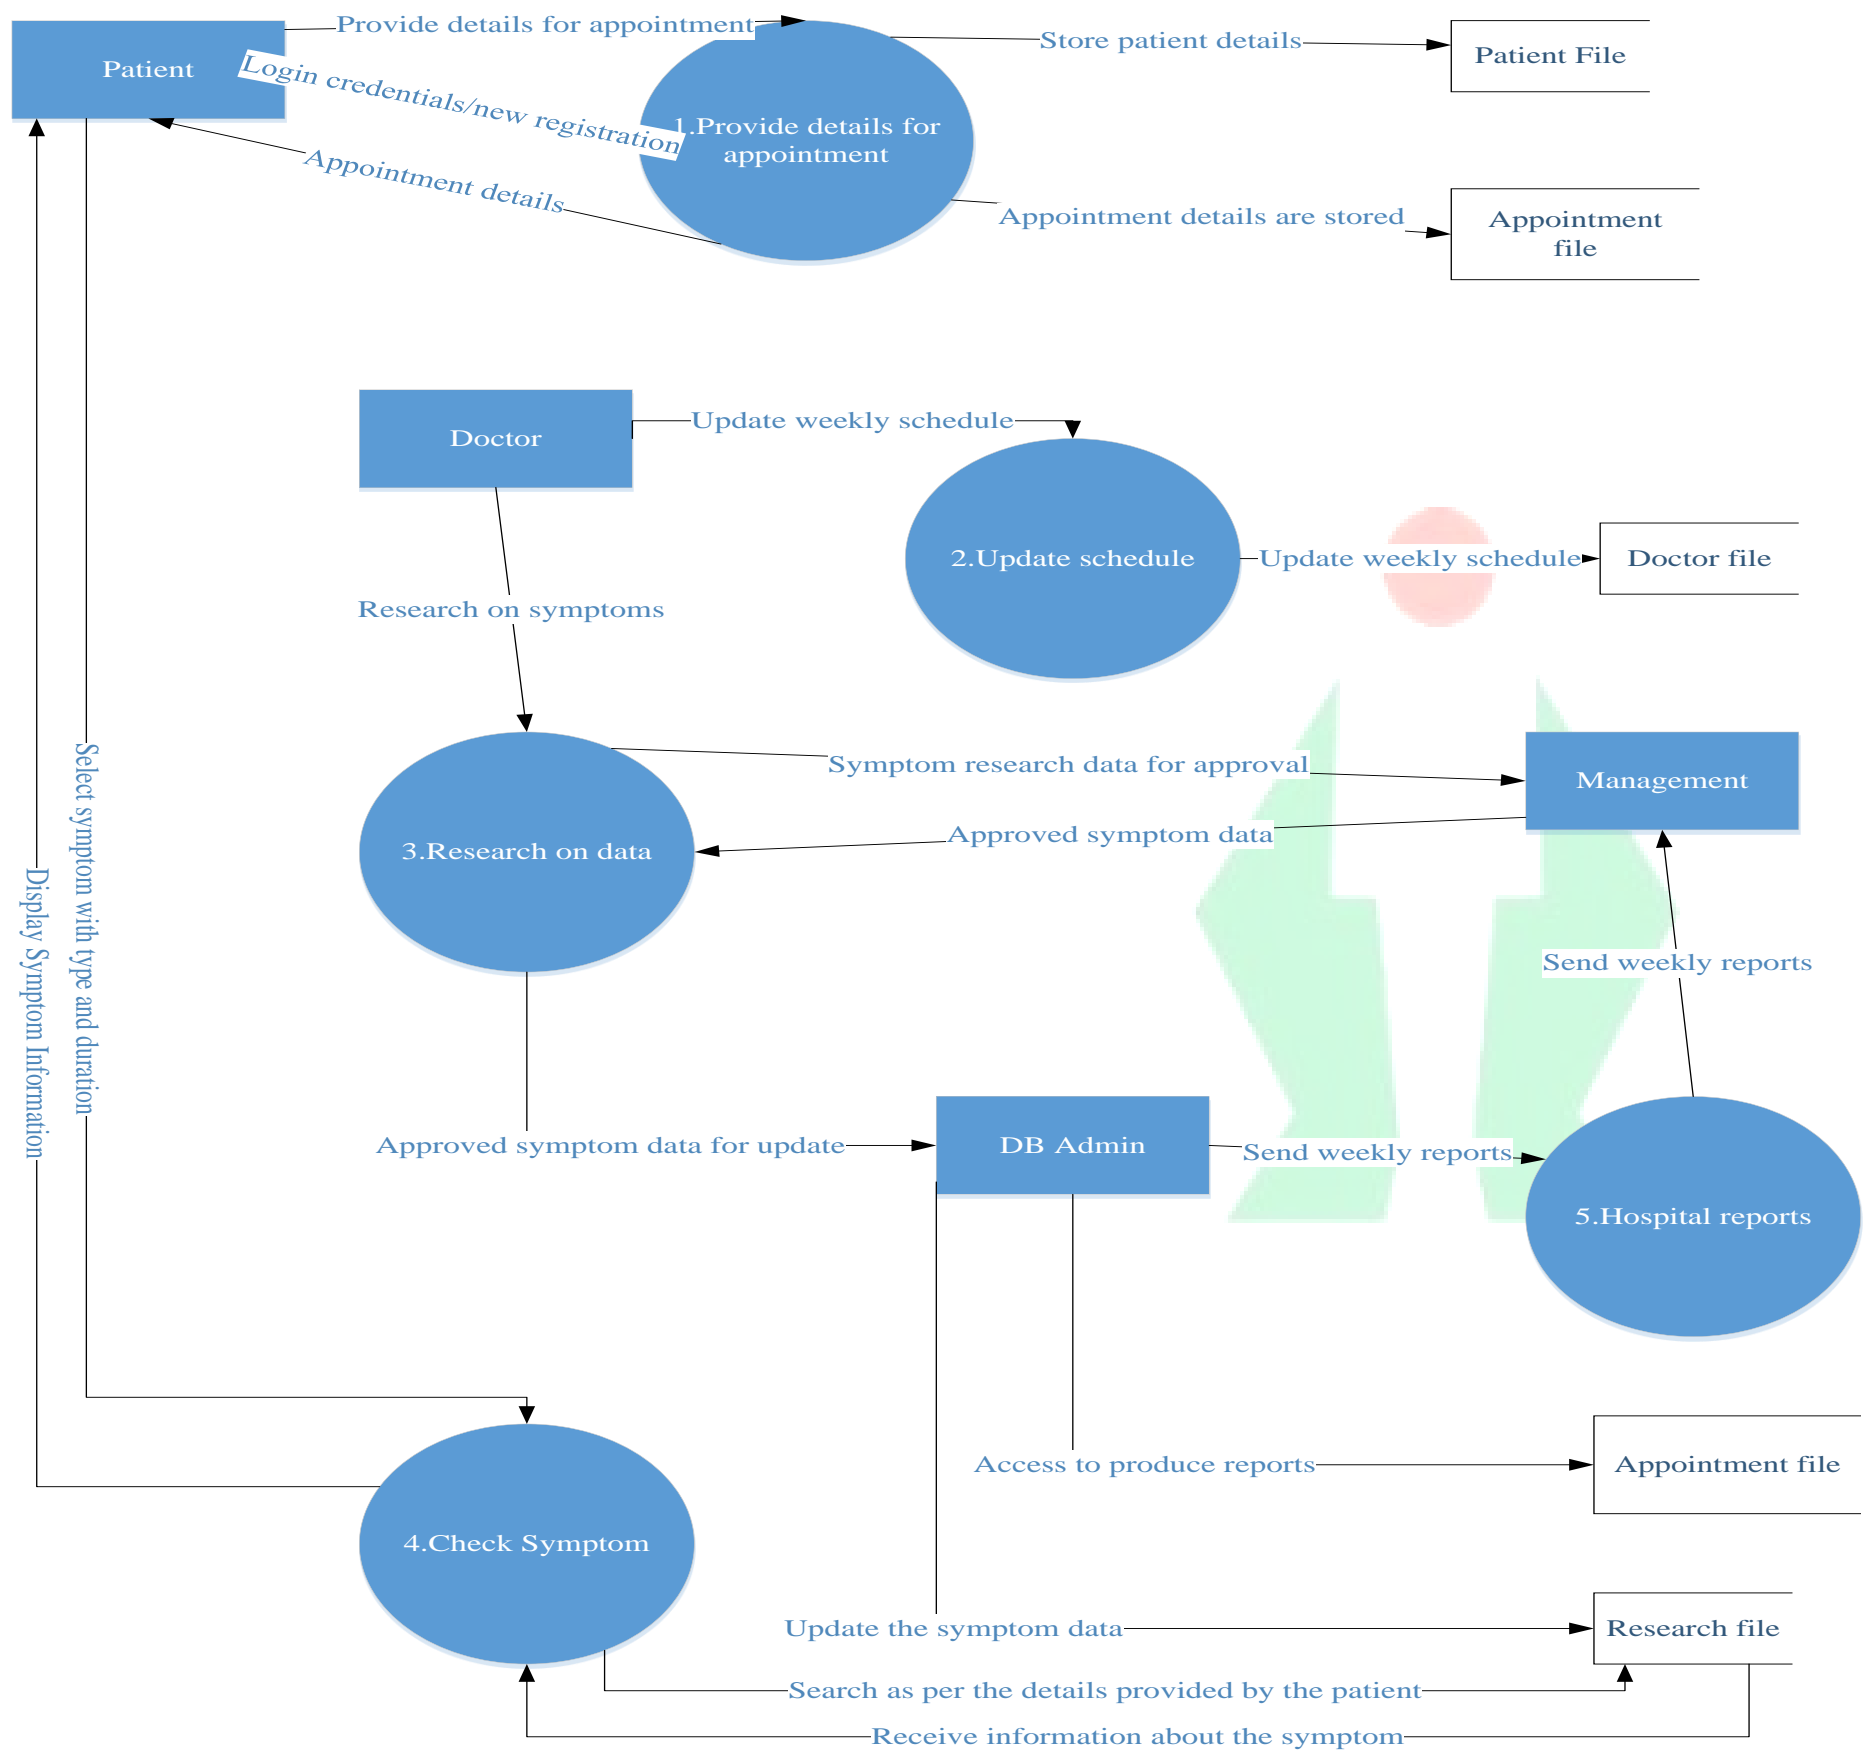 Provide details for appointment
Patient
Login credentials/new registration
Store patient details
Patient File
1.Provide details for
appointment
Appointment details
Appointment details are stored
Appointment
file
Doctor
Update weekly schedule
2.Update schedule
Update weekly schedule
Doctor file
Research on symptoms
Symptom research data for approval
Management
Approved symptom data
3.Research on data
Select symptom with type and duration
Display Symptom Information
Send weekly reports
Approved symptom data for update
DB Admin
Send weekly reports
5.Hospital reports
Access to produce reports
Appointment file
4.Check Symptom
Update the symptom data
Research file
Search as per the details provided by the patient
Receive information about the symptom